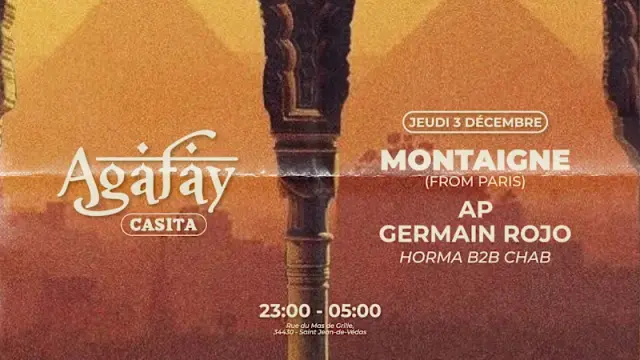 Agafay
CASITA
JEUDI 3 DÉCEMBRE
MONTAIGNE
(FROM PARIS)
AP
GERMAIN ROJO
HORMA B2B CHAB
23:00 - 05:00
Rue du Mas de Grille,
34430 - Saint Jean-de-Védas